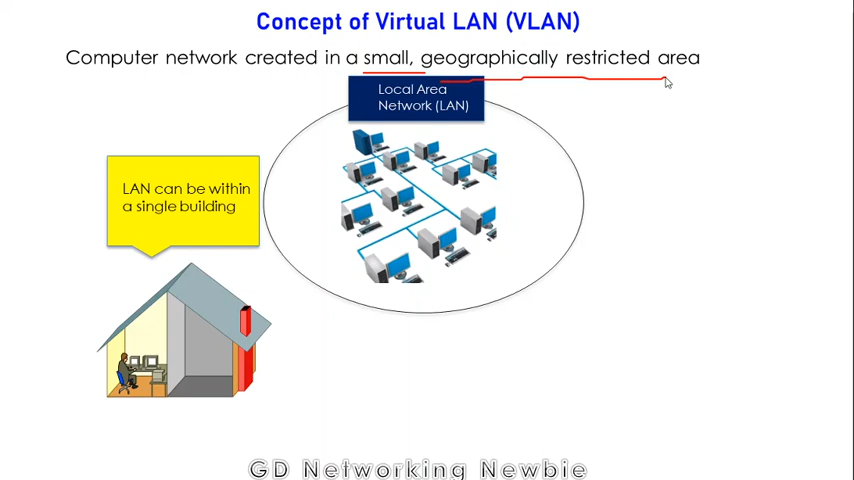 Concept of Virtual LAN (VLAN)
Computer network created in a small, geographically restricted area
Local Area
Network (LAN)
LAN can be within
a single building
GD Networking Newbie